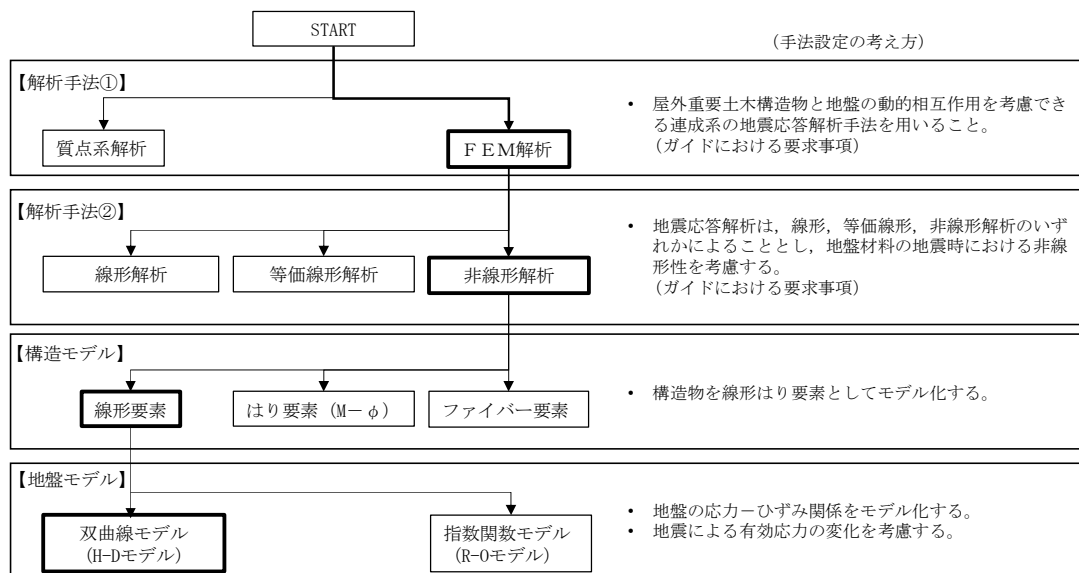 START
(手法設定の考え方)
【解析手法①】
質点系解析
ＦＥＭ解析
• 屋外重要土木構造物と地盤の動的相互作用を考慮でき
る連成系の地震応答解析手法を用いること。
(ガイドにおける要求事項)
【解析手法②】
線形解析
等価線形解析
非線形解析
• 地震応答解析は，線形，等価線形，非線形解析のいず
れかによることとし，地盤材料の地震時における非線
形性を考慮する。
(ガイドにおける要求事項)
【構造モデル】
線形要素
はり要素（M－φ）
ファイバー要素
• 構造物を線形はり要素としてモデル化する。
【地盤モデル】
双曲線モデル
(H-Dモデル)
指数関数モデル
(R-Oモデル)
• 地盤の応力－ひずみ関係をモデル化する。
• 地震による有効応力の変化を考慮する。